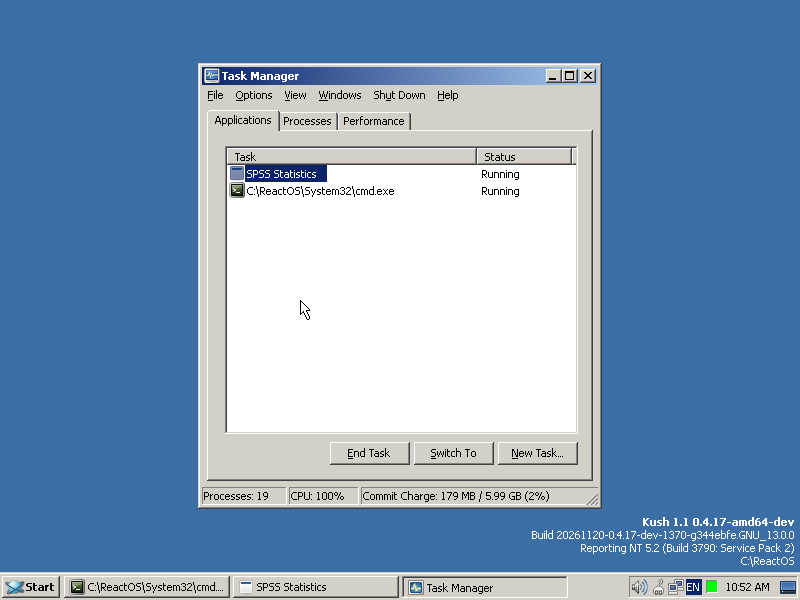 Task Manager
File Options View Windows Shut Down Help
Applications Processes Performance
Task Status
SPSS Statistics Running
C:\ReactOS\System32\cmd.exe Running
End Task Switch To New Task...
Processes: 19 CPU: 100% Commit Charge: 179 MB / 5.99 GB (2%)
Kush 1.1 0.4.17-amd64-dev
Build 20261120-0.4.17-dev-1370-g344ebfe.GNU_13.0.0
Reporting NT 5.2 (Build 3790: Service Pack 2)
C:\ReactOS
Start C:\ReactOS\System32\cmd.... SPSS Statistics Task Manager EN 10:52 AM